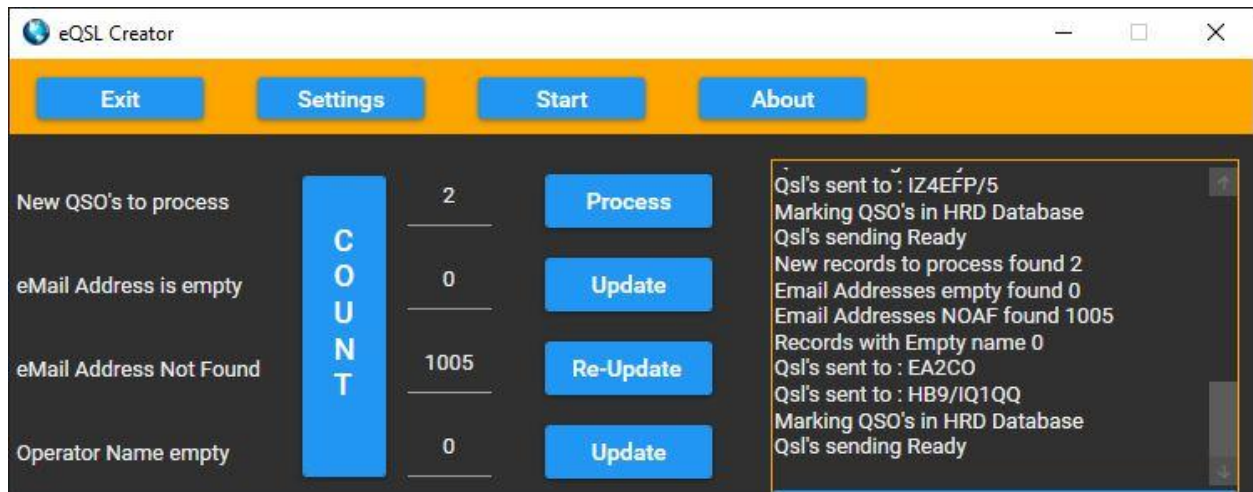 eQSL Creator
Exit Settings Start About
New QSO's to process
eMail Address is empty
eMail Address Not Found
Operator Name empty
C
O
U
N
T
2
0
1005
0
Process
Update
Re-Update
Update
Qsl's sent to : IZ4EFP/5
Marking QSO's in HRD Database
Qsl's sending Ready
New records to process found 2
Email Addresses empty found 0
Email Addresses NOAF found 1005
Records with Empty name 0
Qsl's sent to : EA2CO
Qsl's sent to : HB9/IQ1QQ
Marking QSO's in HRD Database
Qsl's sending Ready